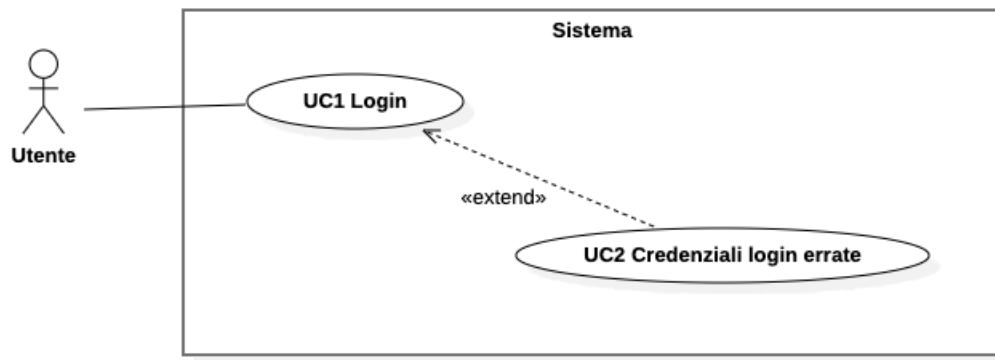 Sistema
UC1 Login
Utente
«extend»
UC2 Credenziali login errate